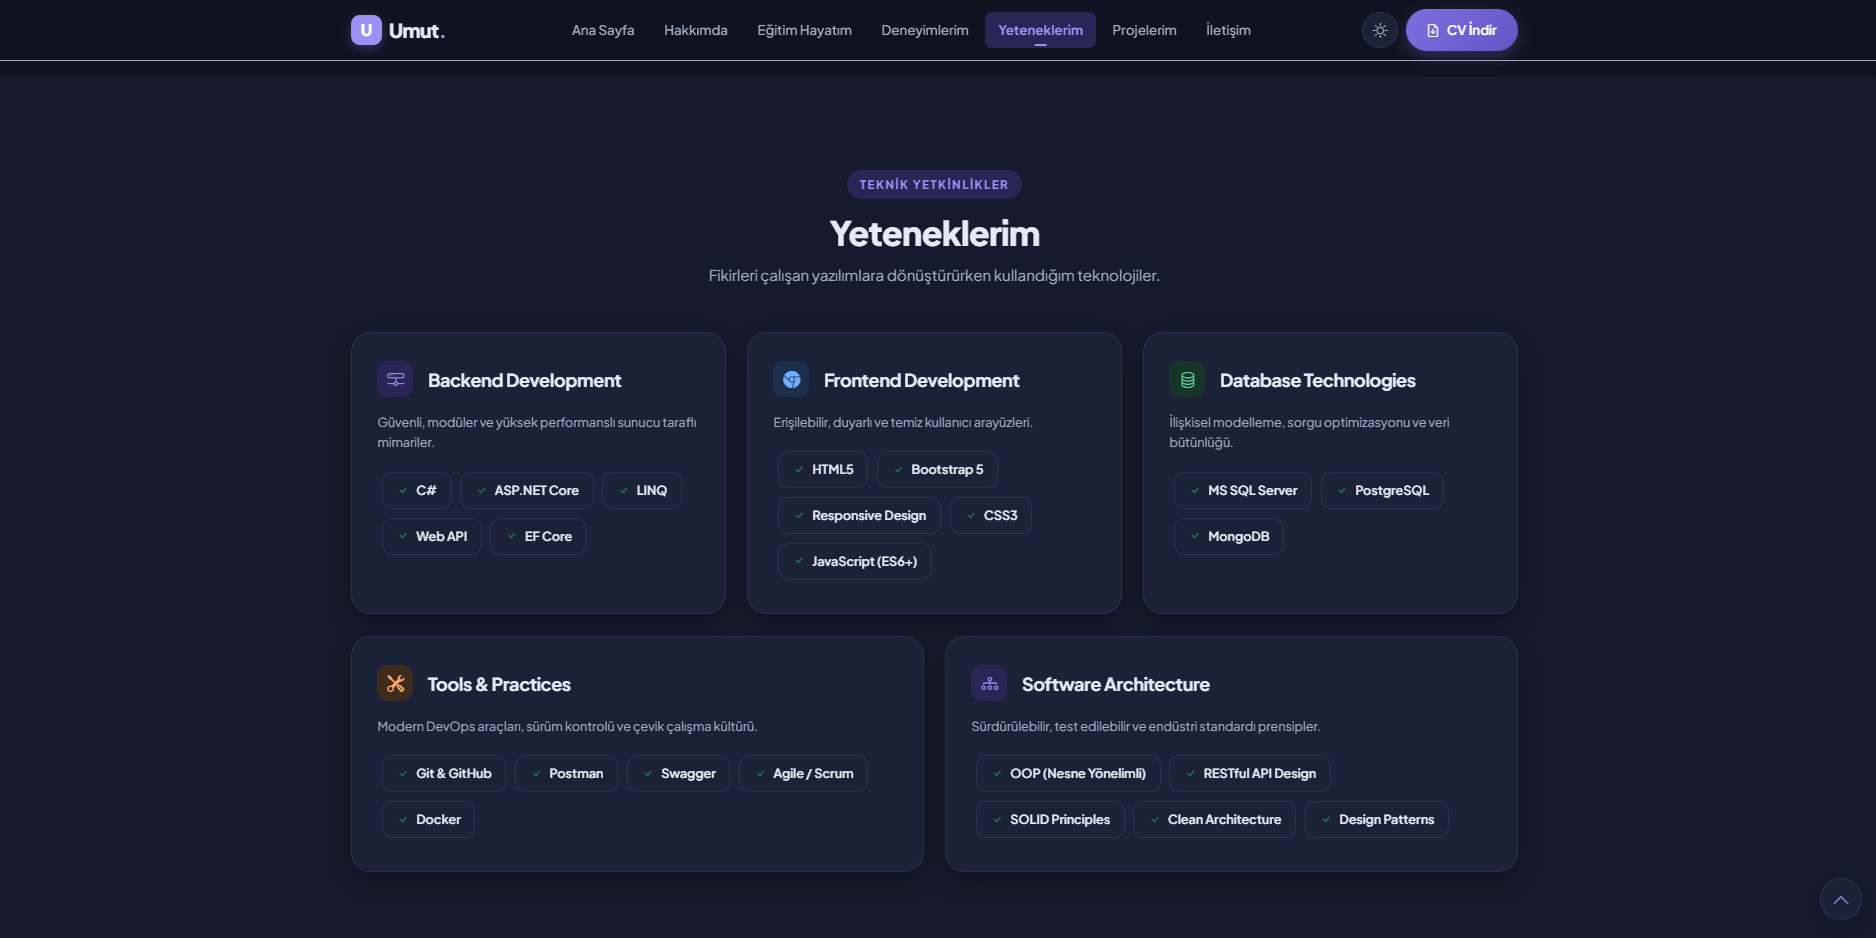 U Umut.
Ana Sayfa Hakkımda Eğitim Hayatım Deneyimlerim Yeteneklerim Projelerim İletişim
CV İndir
TEKNİK YETKİNLİKLER
Yeteneklerim
Fikirleri çalışan yazılımlara dönüştürürken kullandığım teknolojiler.
Backend Development
Güvenli, modüler ve yüksek performanslı sunucu taraflı
mimariler.
C# ASP.NET Core LINQ
Web API EF Core
Frontend Development
Erişilebilir, duyarlı ve temiz kullanıcı arayüzleri.
HTML5 Bootstrap 5
Responsive Design CSS3
JavaScript (ES6+)
Database Technologies
İlişkisel modelleme, sorgu optimizasyonu ve veri
bütünlüğü.
MS SQL Server PostgreSQL
MongoDB
Tools & Practices
Modern DevOps araçları, sürüm kontrolü ve çevik çalışma kültürü.
Git & GitHub Postman Swagger Agile / Scrum
Docker
Software Architecture
Sürdürülebilir, test edilebilir ve endüstri standardı prensipler.
OOP (Nesne Yönelimli) RESTful API Design
SOLID Principles Clean Architecture Design Patterns